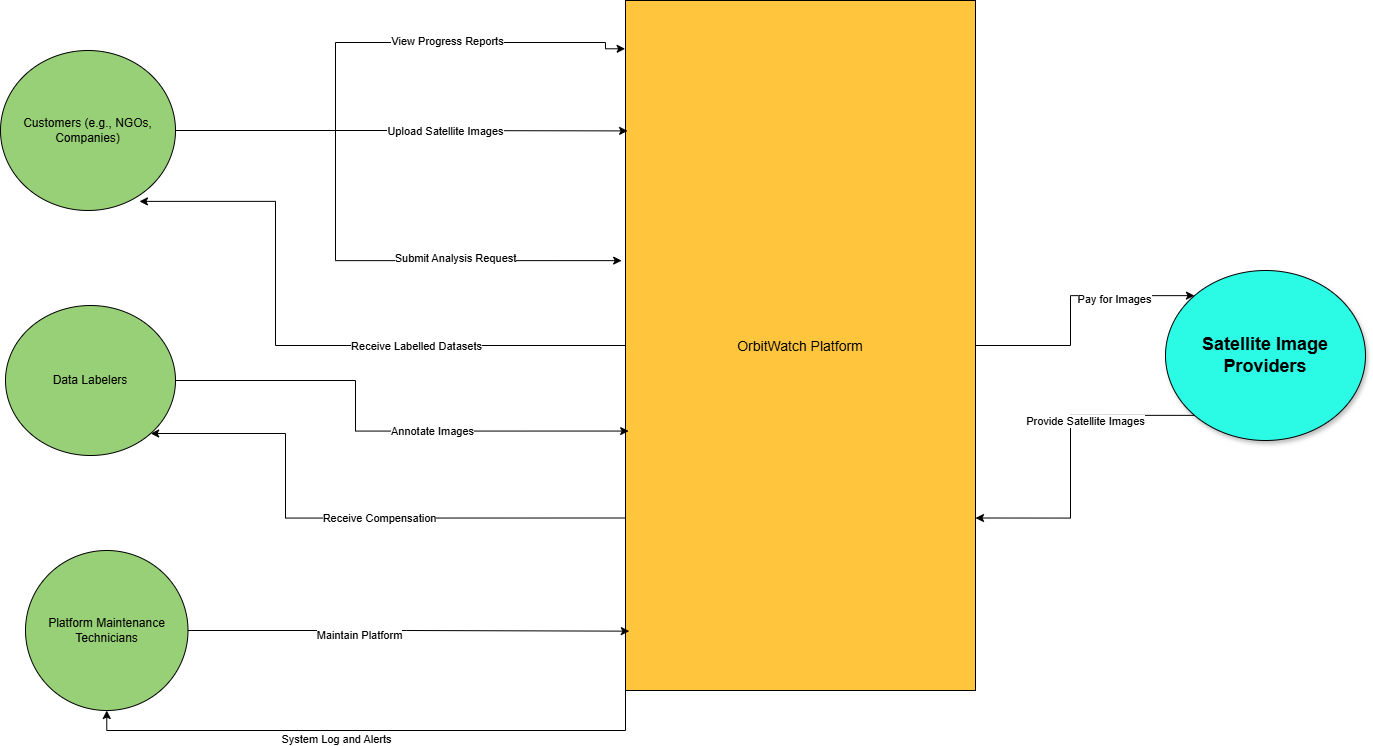 View Progress Reports
Customers (e.g., NGOs,
Companies)
Upload Satellite Images
Submit Analysis Request
Receive Labelled Datasets
OrbitWatch Platform
Pay for Images
Satellite Image
Providers
Data Labelers
Annotate Images
Provide Satellite Images
Receive Compensation
Platform Maintenance
Technicians
Maintain Platform
System Log and Alerts